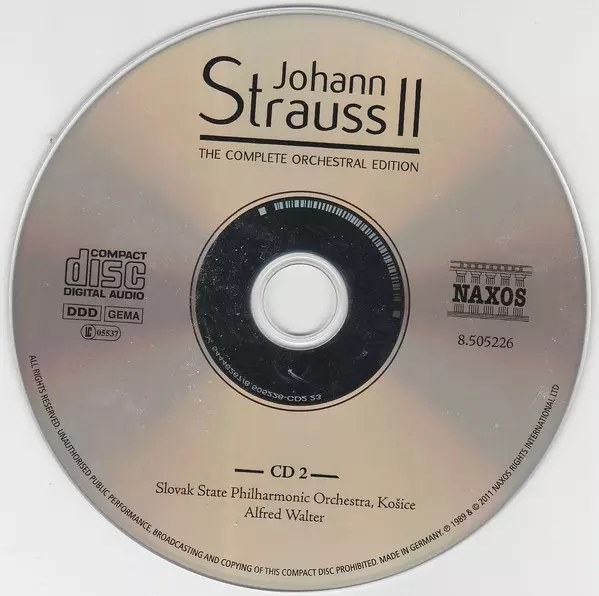 Johann
Strauss II
THE COMPLETE ORCHESTRAL EDITION
COMPACT
disc
DIGITAL AUDIO
DDD GEMA
LC 05537
NAXOS
8.505226
CD 2
Slovak State Philharmonic Orchestra, Košice
Alfred Walter
ALL RIGHTS RESERVED. UNAUTHORISED PUBLIC PERFORMANCE, BROADCASTING AND COPYING OF THIS COMPACT DISC PROHIBITED. MADE IN GERMANY. ℗ 1989 & © 2011 NAXOS RIGHTS INTERNATIONAL LTD